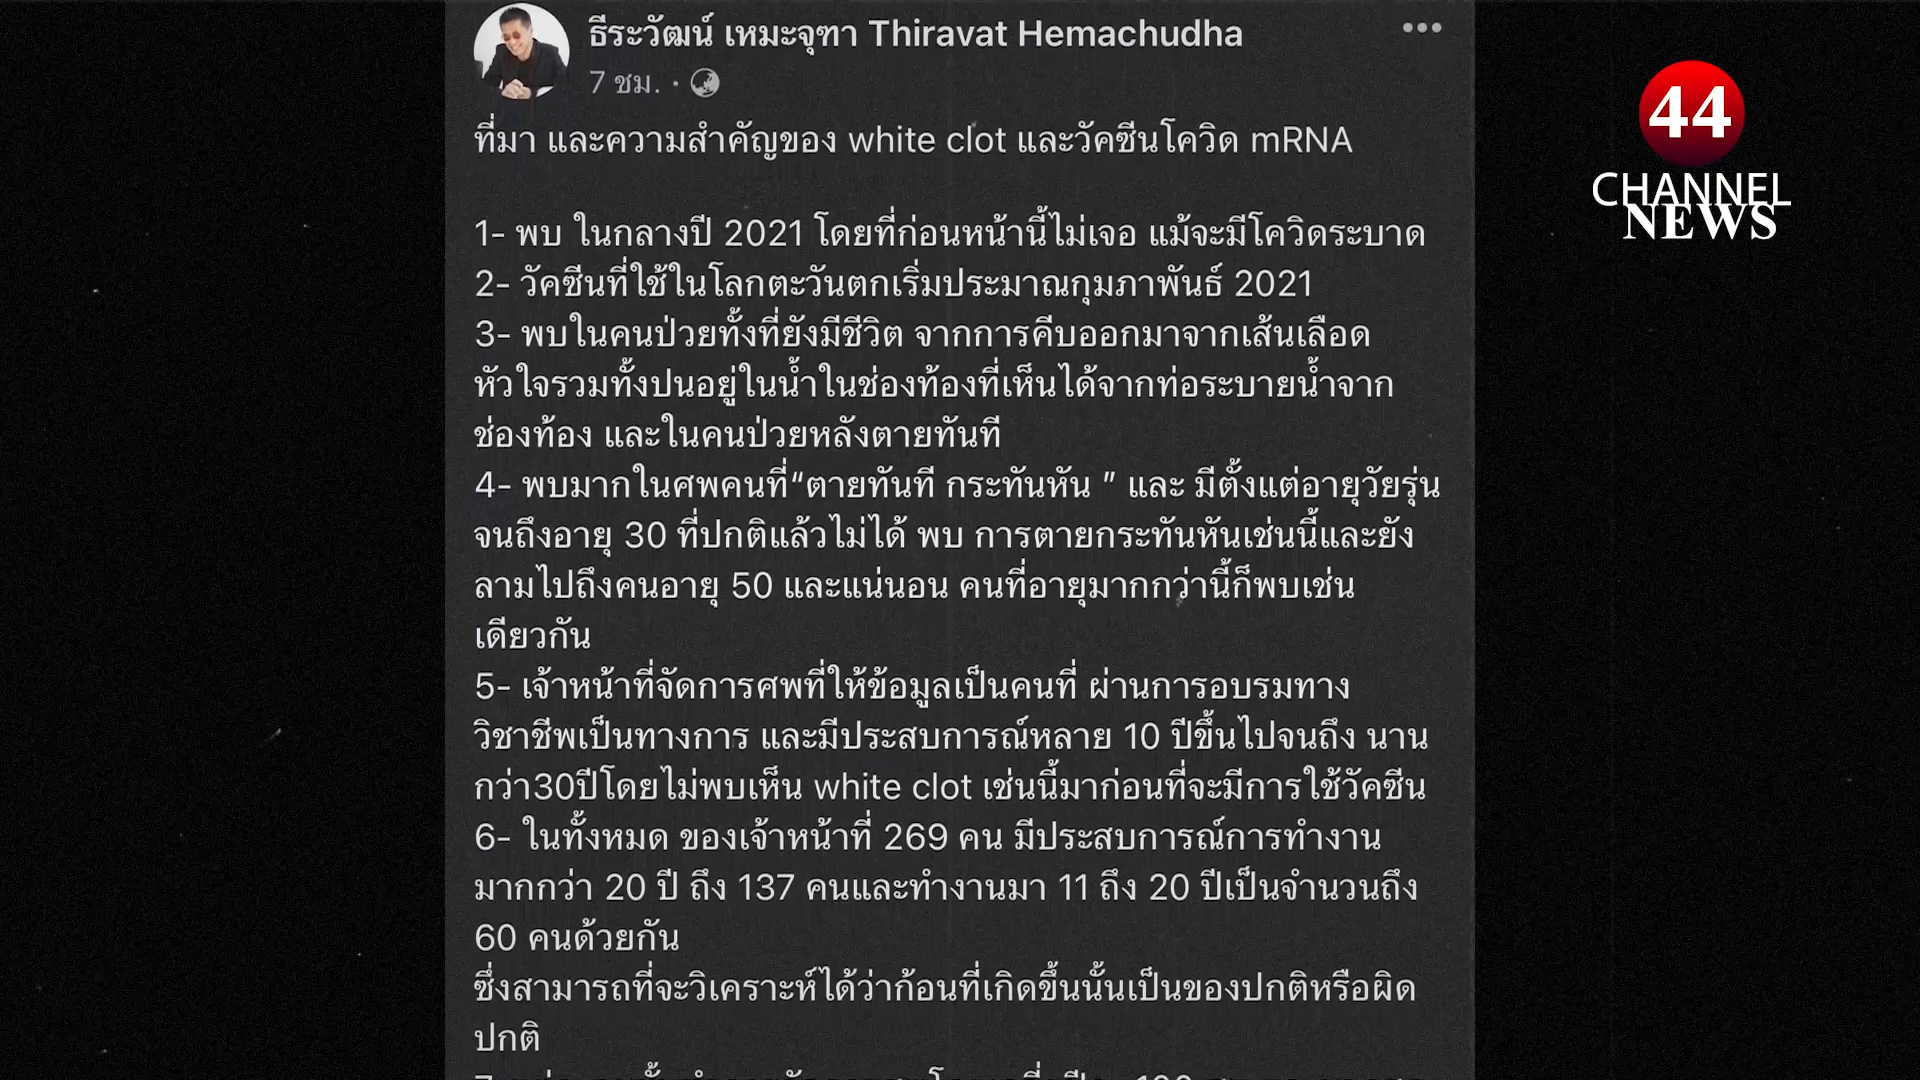 ธีระวัฒน์ เหมะจุฑา Thiravat Hemachudha
7 ชม. ·
44
CHANNEL
NEWS
ที่มา และความสำคัญของ white clot และวัคซีนโควิด mRNA
1- พบ ในกลางปี 2021 โดยที่ก่อนหน้านี้ไม่เจอ แม้จะมีโควิดระบาด
2- วัคซีนที่ใช้ในโลกตะวันตกเริ่มประมาณกุมภาพันธ์ 2021
3- พบในคนป่วยทั้งที่ยังมีชีวิต จากการคีบออกมาจากเส้นเลือด
หัวใจรวมทั้งปนอยู่ในน้ำในช่องท้องที่เห็นได้จากท่อระบายน้ำจาก
ช่องท้อง และในคนป่วยหลังตายทันที
4- พบมากในศพคนที่“ตายทันที กระทันหัน ” และ มีตั้งแต่อายุวัยรุ่น
จนถึงอายุ 30 ที่ปกติแล้วไม่ได้ พบ การตายกระทันหันเช่นนี้และยัง
ลามไปถึงคนอายุ 50 และแน่นอน คนที่อายุมากกว่านี้ก็พบเช่น
เดียวกัน
5- เจ้าหน้าที่จัดการศพที่ให้ข้อมูลเป็นคนที่ ผ่านการอบรมทาง
วิชาชีพเป็นทางการ และมีประสบการณ์หลาย 10 ปีขึ้นไปจนถึง นาน
กว่า30ปีโดยไม่พบเห็น white clot เช่นนี้มาก่อนที่จะมีการใช้วัคซีน
6- ในทั้งหมด ของเจ้าหน้าที่ 269 คน มีประสบการณ์การทำงาน
มากกว่า 20 ปี ถึง 137 คนและทำงานมา 11 ถึง 20 ปีเป็นจำนวนถึง
60 คนด้วยกัน
ซึ่งสามารถที่จะวิเคราะห์ได้ว่าก้อนที่เกิดขึ้นนั้นเป็นของปกติหรือผิด
ปกติ